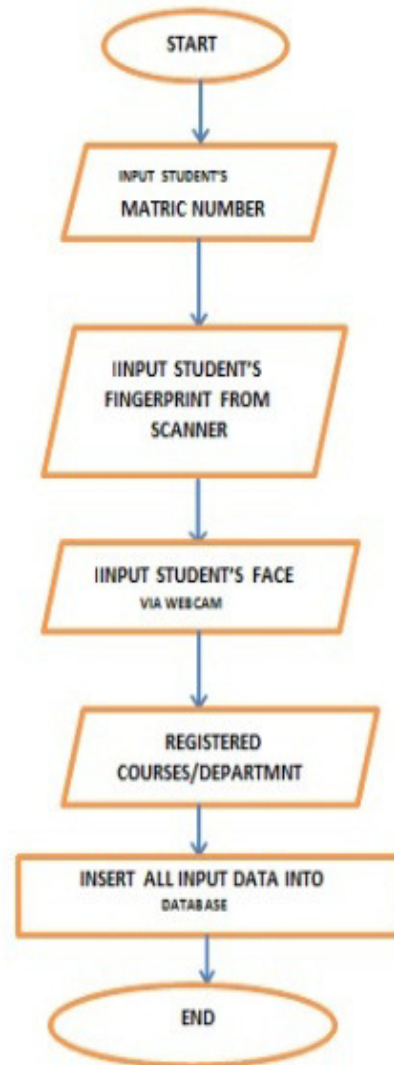 START
INPUT STUDENT'S
MATRIC NUMBER
IINPUT STUDENT'S
FINGERPRINT FROM
SCANNER
IINPUT STUDENT'S FACE
VIA WEBCAM
REGISTERED
COURSES/DEPARTMNT
INSERT ALL INPUT DATA INTO
DATABASE
END